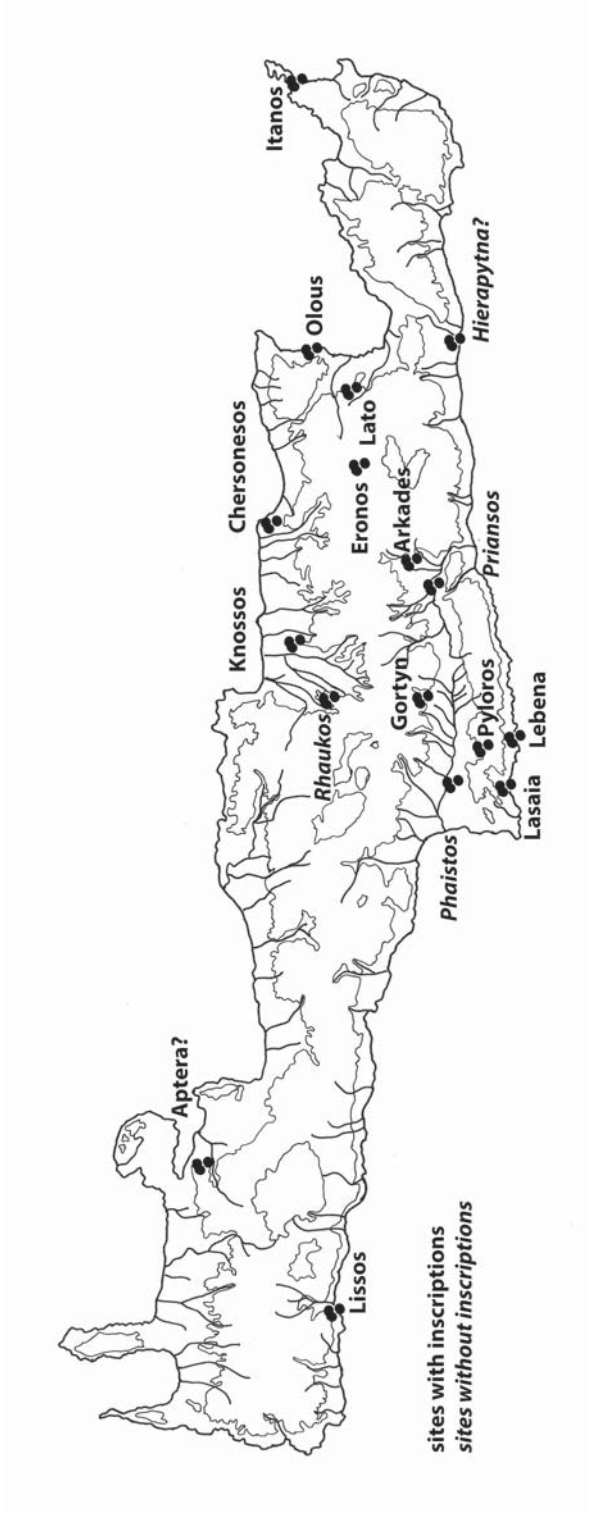 Itanos
Olous
Hierapytna?
Chersonesos
Lato
Eronos
Arkades
Priansos
Knossos
Rhaukos
Gortyn
Pyloros
Lebena
Lasaia
Phaistos
Aptera?
Lissos
sites with inscriptions
sites without inscriptions